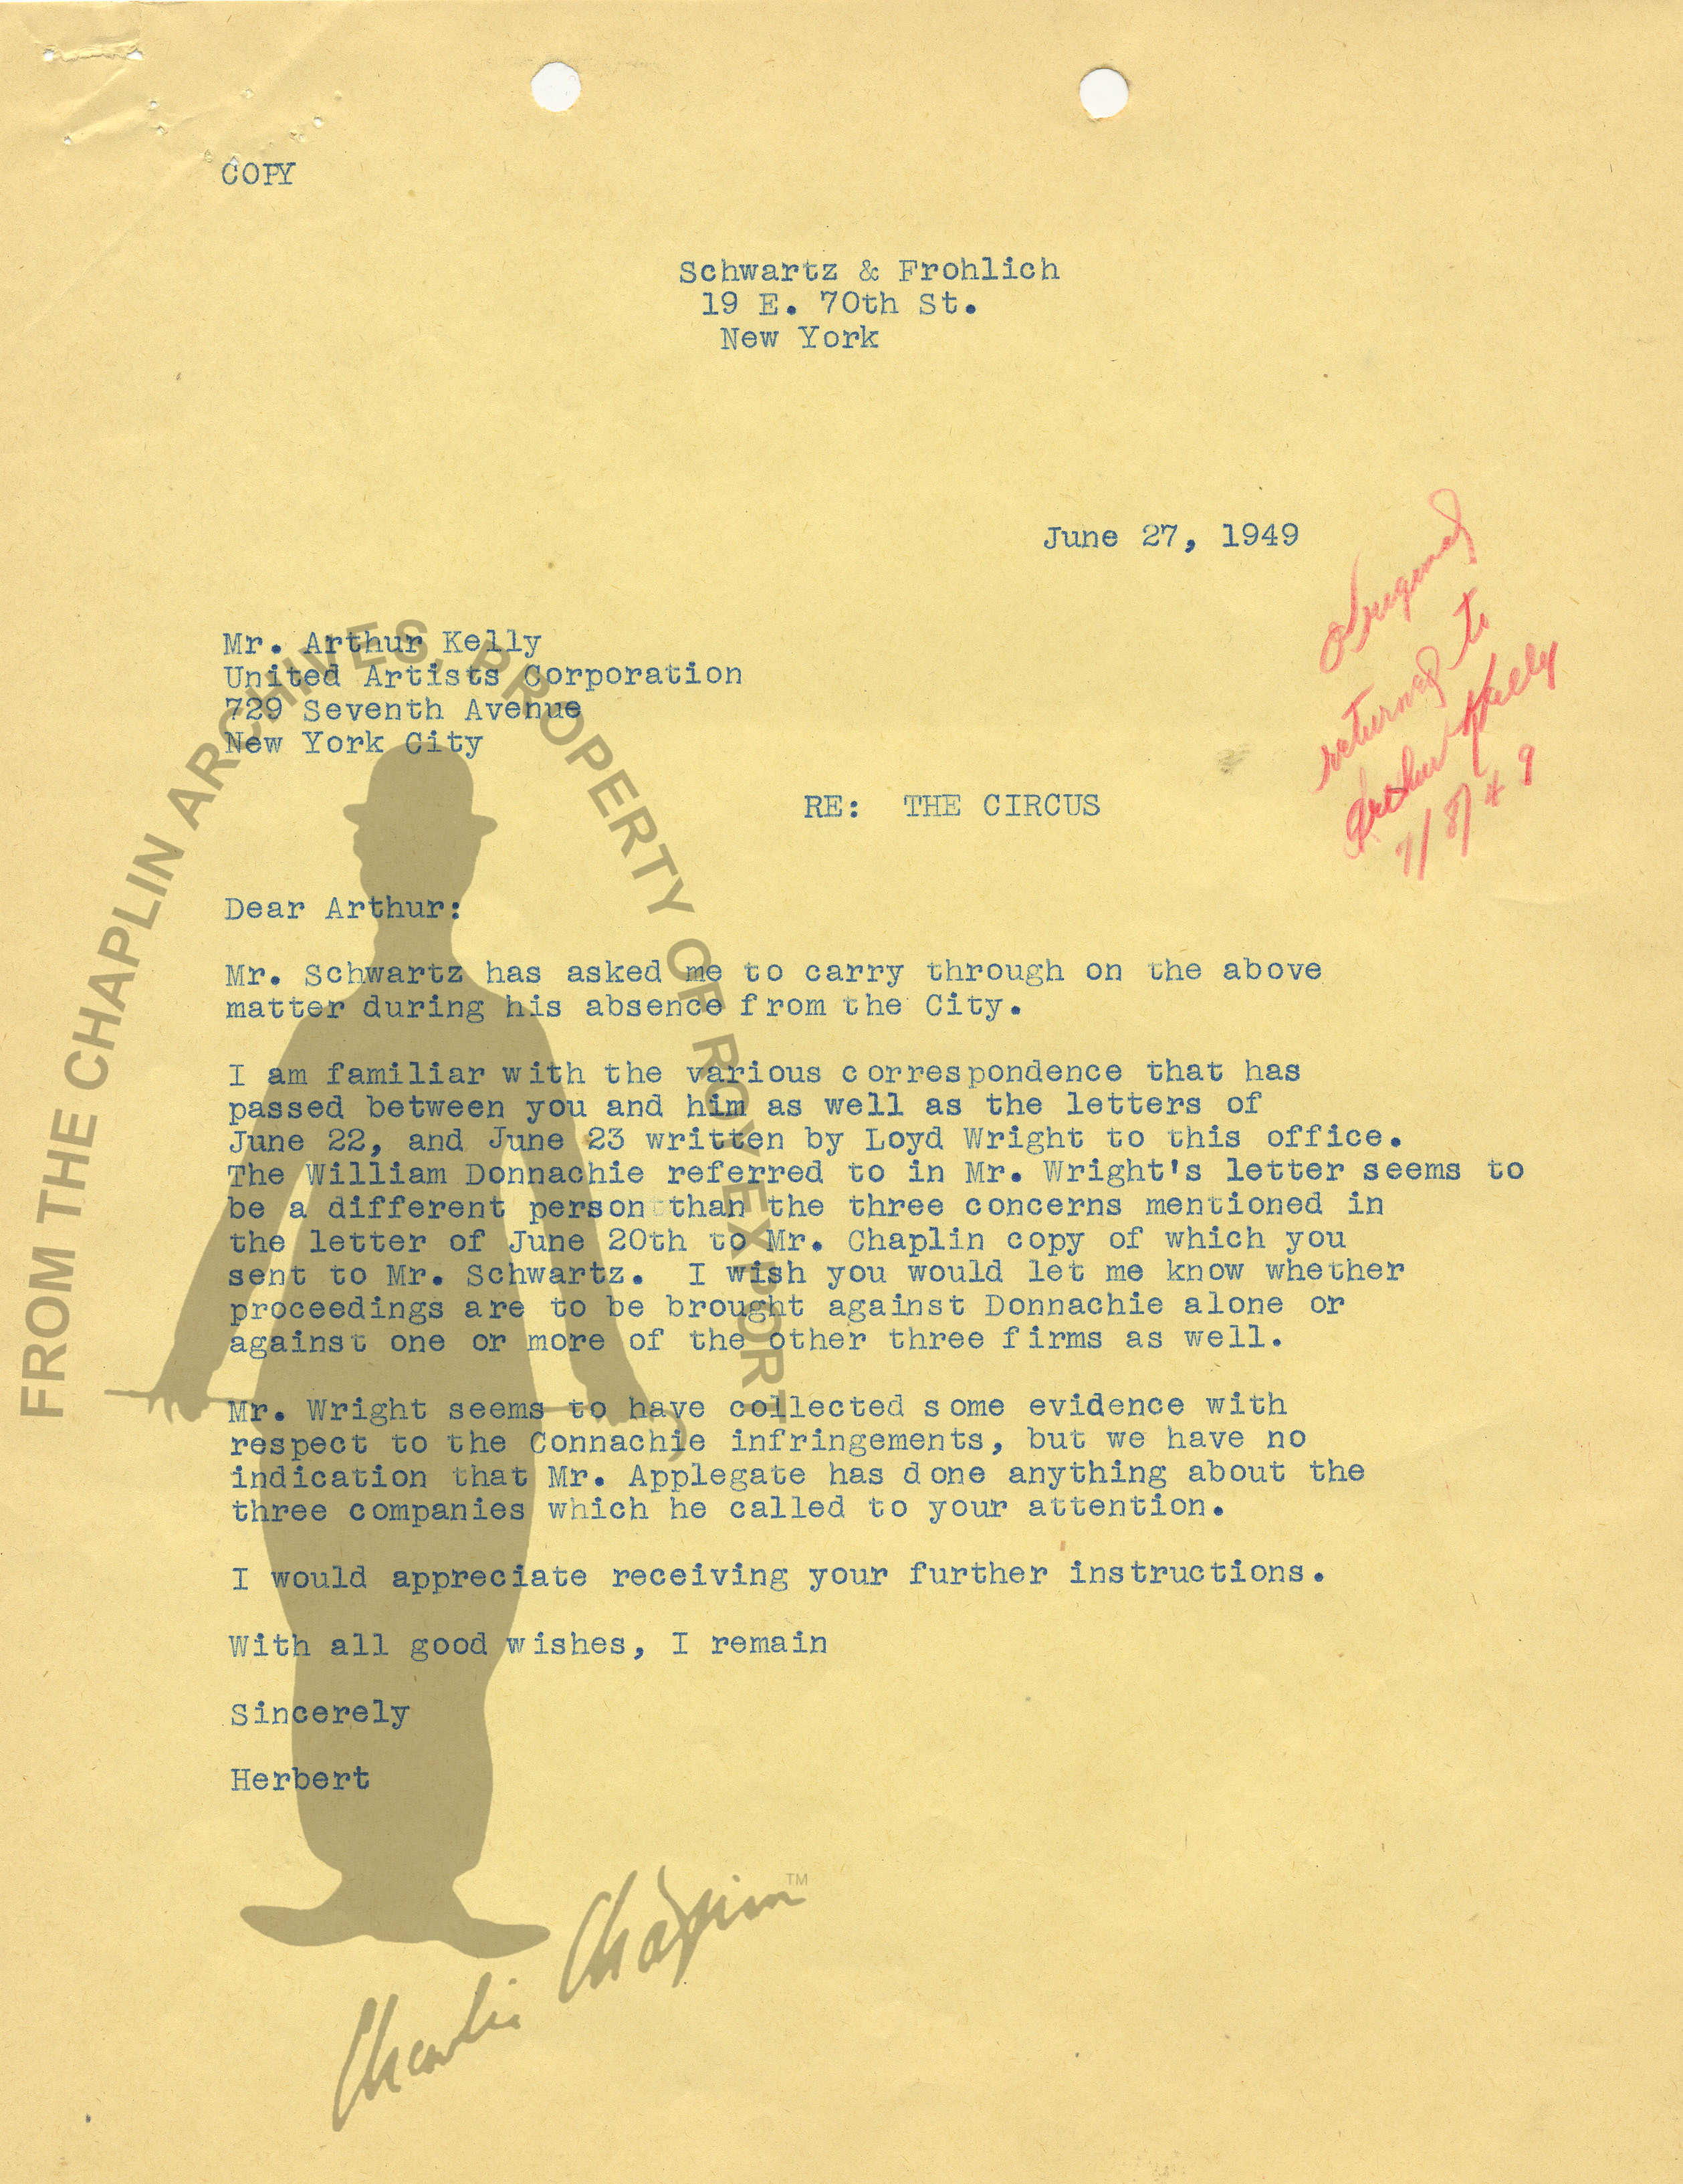 COPY
Schwartz & Frohlich
19 E. 70th St.
New York
June 27, 1949
original
returned to
Arthur Kelly
7/8/49
Mr. Arthur Kelly
United Artists Corporation
729 Seventh Avenue
New York City
RE: THE CIRCUS
Dear Arthur:
Mr. Schwartz has asked me to carry through on the above
matter during his absence from the City.
I am familiar with the various correspondence that has
passed between you and him as well as the letters of
June 22, and June 23 written by Loyd Wright to this office.
The William Donnachie referred to in Mr. Wright's letter seems to
be a different person than the three concerns mentioned in
the letter of June 20th to Mr. Chaplin copy of which you
sent to Mr. Schwartz. I wish you would let me know whether
proceedings are to be brought against Donnachie alone or
against one or more of the other three firms as well.
Mr. Wright seems to have collected some evidence with
respect to the Connachie infringements, but we have no
indication that Mr. Applegate has done anything about the
three companies which he called to your attention.
I would appreciate receiving your further instructions.
With all good wishes, I remain
Sincerely
Herbert
FROM THE CHAPLIN ARCHIVES. PROPERTY OF ROY EXPORT
Charlie Chaplin TM